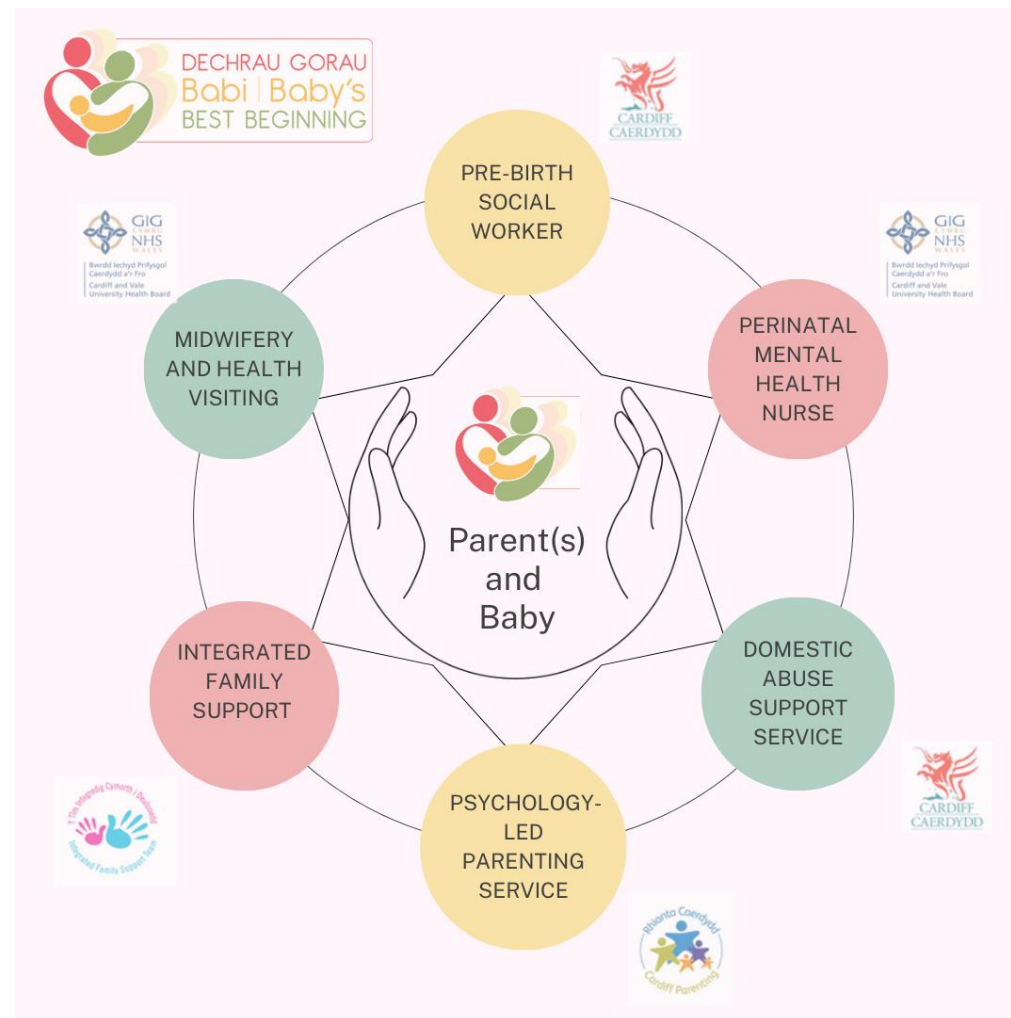 DECHRAU GORAU
Babi | Baby's
BEST BEGINNING
CARDIFF
CAERDYDD
PRE-BIRTH
SOCIAL
WORKER
GIG
CYMRU
NHS
WALES
Bwrdd Iechyd Prifysgol
Caerdydd a'r Fro
Cardiff and Vale
University Health Board
GIG
CYMRU
NHS
WALES
Bwrdd Iechyd Prifysgol
Caerdydd a'r Fro
Cardiff and Vale
University Health Board
MIDWIFERY
AND HEALTH
VISITING
PERINATAL
MENTAL
HEALTH
NURSE
Parent(s)
and
Baby
INTEGRATED
FAMILY
SUPPORT
DOMESTIC
ABUSE
SUPPORT
SERVICE
Integrated Family Support Team
CARDIFF
CAERDYDD
PSYCHOLOGY-
LED
PARENTING
SERVICE
Rhianta Caerdydd
Cardiff Parenting